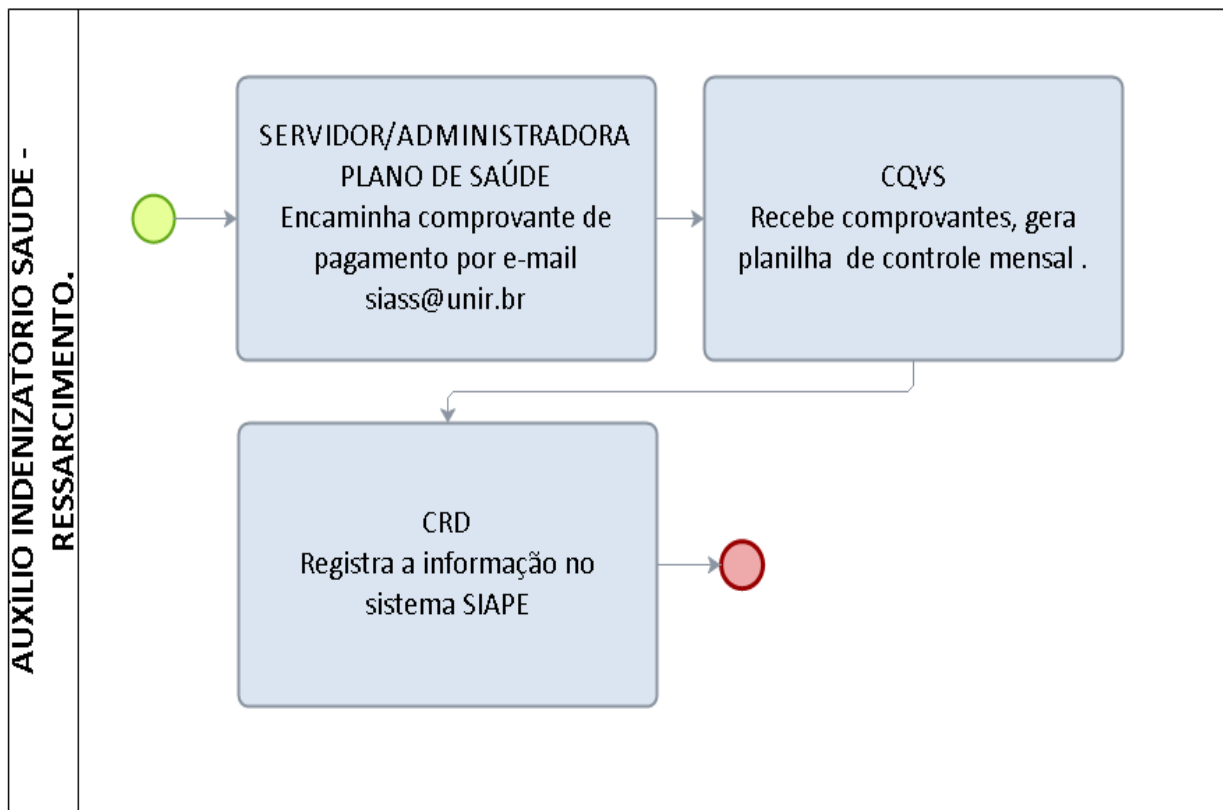 AUXÍLIO INDENIZATÓRIO SAÚDE -
RESSARCIMENTO.
SERVIDOR/ADMINISTRADORA
PLANO DE SAÚDE
Encaminha comprovante de
pagamento por e-mail
siass@unir.br
CQVS
Recebe comprovantes, gera
planilha de controle mensal .
CRD
Registra a informação no
sistema SIAPE